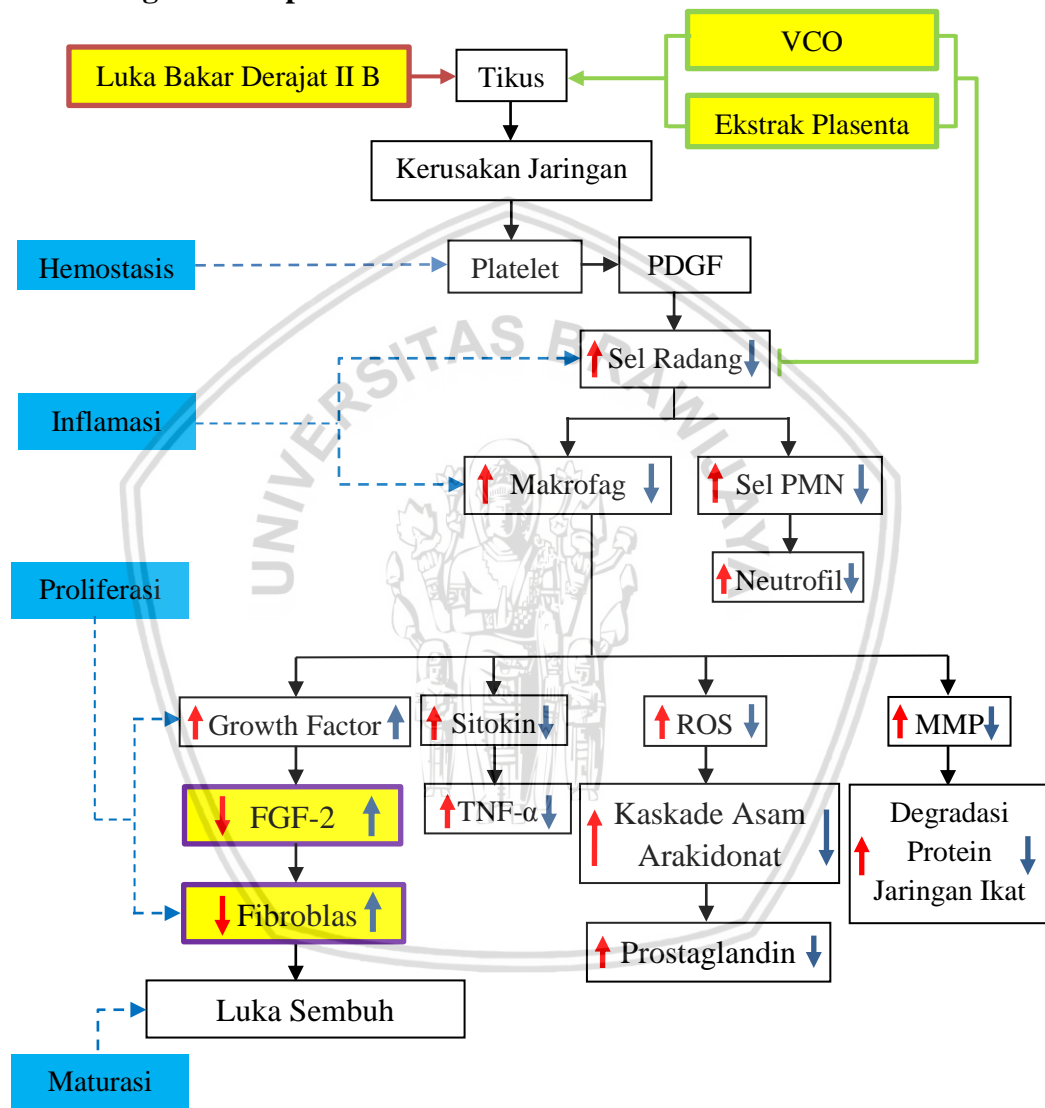 VCO
Luka Bakar Derajat II B
Tikus
Ekstrak Plasenta
Kerusakan Jaringan
Hemostasis
Platelet
PDGF
Sel Radang
Inflamasi
Makrofag
Sel PMN
Neutrofil
Proliferasi
Growth Factor
Sitokin
ROS
MMP
FGF-2
TNF-α
Kaskade Asam
Arakidonat
Degradasi
Protein
Jaringan Ikat
Fibroblas
Prostaglandin
Luka Sembuh
Maturasi
UNIVERSITAS BRAWIJAYA